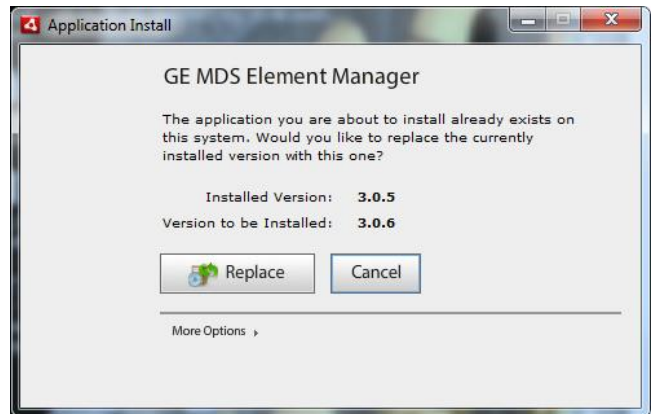 Application Install
GE MDS Element Manager
The application you are about to install already exists on
this system. Would you like to replace the currently
installed version with this one?
Installed Version: 3.0.5
Version to be Installed: 3.0.6
Replace Cancel
More Options